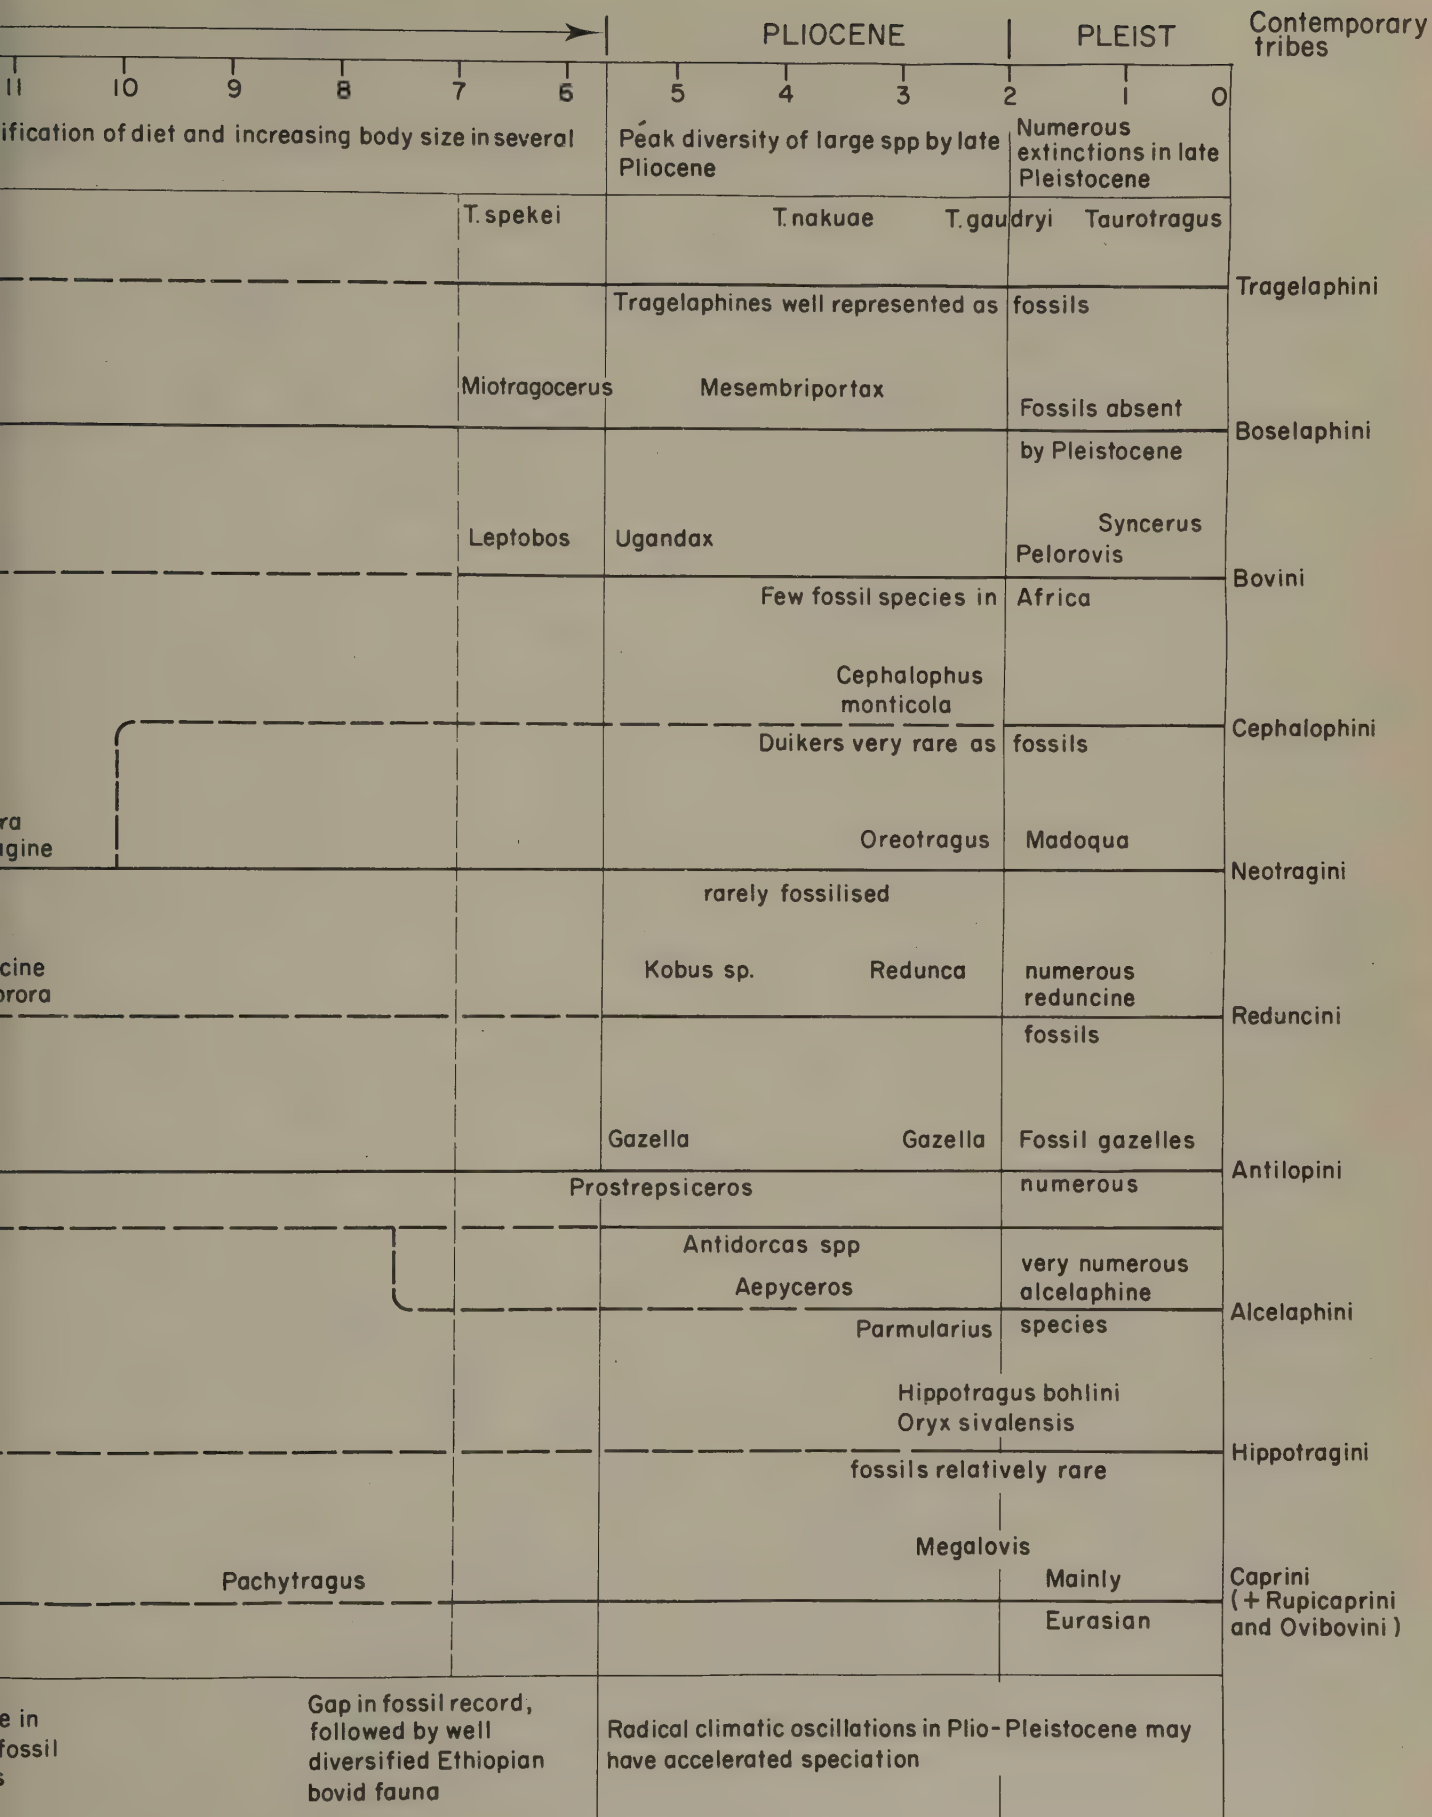 PLIOCENE
PLEIST
Contemporary
tribes
11 10 9 8 7 6 5 4 3 2 1 0
ification of diet and increasing body size in several
Peak diversity of large spp by late
Pliocene
Numerous
extinctions in late
Pleistocene
T. spekei
T. nakuae
T. gaudryi
Taurotragus
Tragelaphini
Tragelaphines well represented as fossils
Miotragocerus
Mesembriportax
Fossils absent
Boselaphini
by Pleistocene
Syncerus
Leptobos
Ugandax
Pelorovis
Bovini
Few fossil species in Africa
Cephalophus
monticola
Cephalophini
Duikers very rare as fossils
ra
agine
Oreotragus
Madoqua
Neotragini
rarely fossilised
cine
orora
Kobus sp.
Redunca
numerous
reduncine
Reduncini
fossils
Gazella
Gazella
Fossil gazelles
Antilopini
Prostrepsiceros
numerous
Antidorcas spp
Aepyceros
very numerous
alcelaphine
Alcelaphini
Parmularius
species
Hippotragus bohlini
Oryx sivalensis
Hippotragini
fossils relatively rare
Megalovis
Pachytragus
Mainly
Eurasian
Caprini
(+ Rupicaprini
and Ovibovini)
e in
fossil
s
Gap in fossil record,
followed by well
diversified Ethiopian
bovid fauna
Radical climatic oscillations in Plio-Pleistocene may
have accelerated speciation